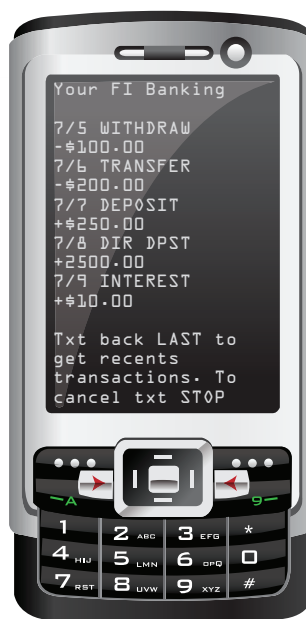 Your FI Banking
7/5 WITHDRAW
-$100.00
7/6 TRANSFER
-$200.00
7/7 DEPOSIT
+$250.00
7/8 DIR DPST
+2500.00
7/9 INTEREST
+$10.00
Txt back LAST to
get recents
transactions. To
cancel txt STOP
A 9
1 2 ABC 3 EFG *
4 HIJ 5 LMN 6 OPQ 0
7 RST 8 UVW 9 XYZ #